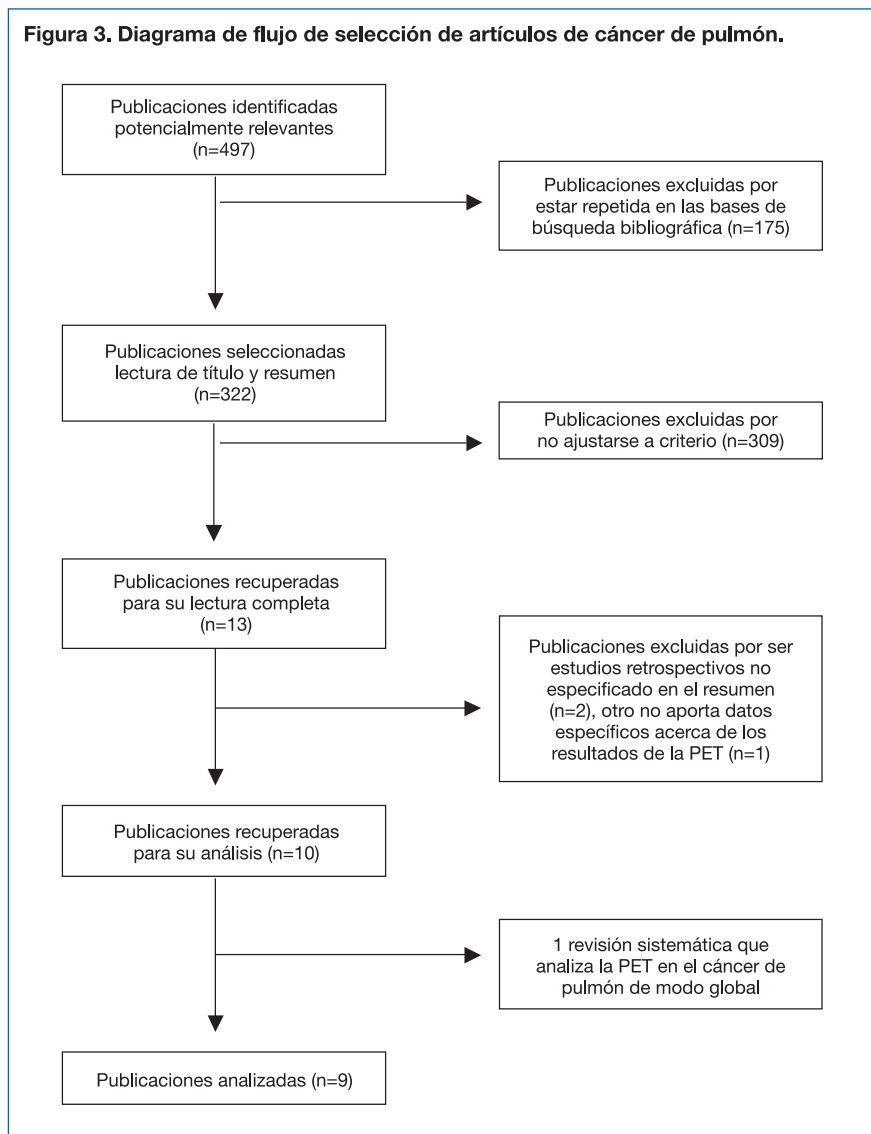 Figura 3. Diagrama de flujo de selección de artículos de cáncer de pulmón.
Publicaciones identificadas
potencialmente relevantes
(n=497)
Publicaciones excluidas por
estar repetida en las bases de
búsqueda bibliográfica (n=175)
Publicaciones seleccionadas
lectura de título y resumen
(n=322)
Publicaciones excluidas por
no ajustarse a criterio (n=309)
Publicaciones recuperadas
para su lectura completa
(n=13)
Publicaciones excluidas por ser
estudios retrospectivos no
especificado en el resumen
(n=2), otro no aporta datos
específicos acerca de los
resultados de la PET (n=1)
Publicaciones recuperadas
para su análisis (n=10)
1 revisión sistemática que
analiza la PET en el cáncer de
pulmón de modo global
Publicaciones analizadas (n=9)